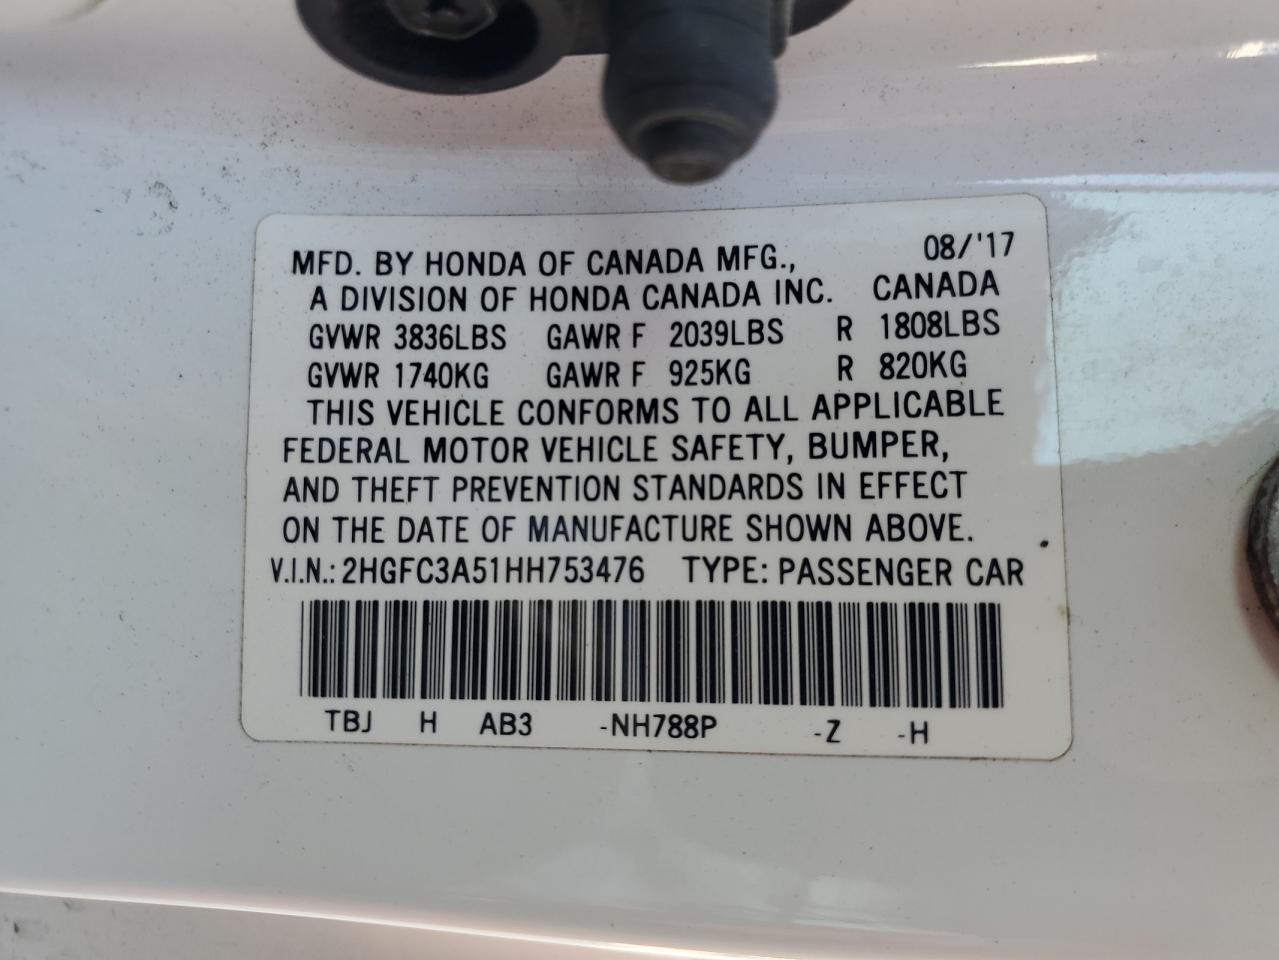 MFD. BY HONDA OF CANADA MFG., 08/'17
A DIVISION OF HONDA CANADA INC. CANADA
GVWR 3836LBS GAWR F 2039LBS R 1808LBS
GVWR 1740KG GAWR F 925KG R 820KG
THIS VEHICLE CONFORMS TO ALL APPLICABLE
FEDERAL MOTOR VEHICLE SAFETY, BUMPER,
AND THEFT PREVENTION STANDARDS IN EFFECT
ON THE DATE OF MANUFACTURE SHOWN ABOVE.
V.I.N.: 2HGFC3A51HH753476 TYPE: PASSENGER CAR
TBJ H AB3 -NH788P -Z -H